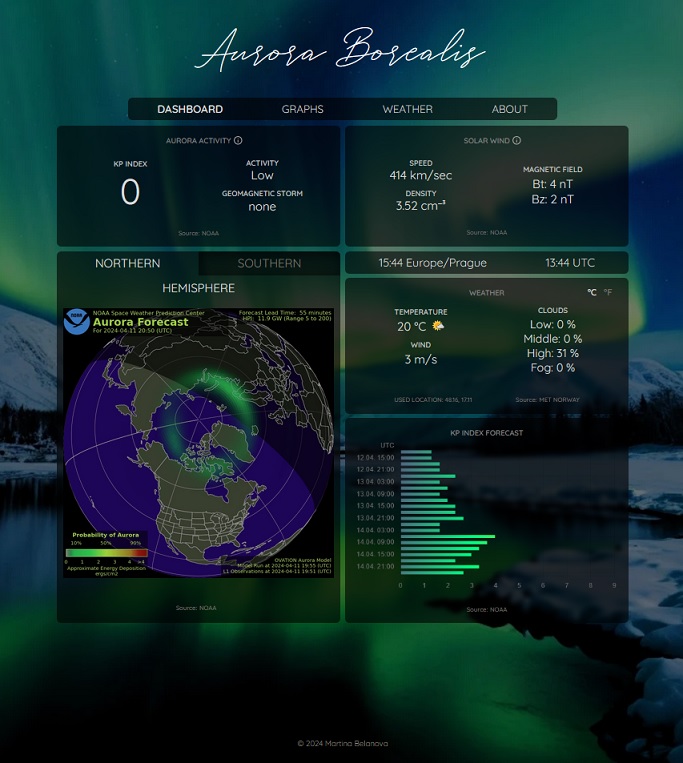 Aurora Borealis
DASHBOARD GRAPHS WEATHER ABOUT
AURORA ACTIVITY
KP INDEX
0
ACTIVITY
Low
GEOMAGNETIC STORM
none
Source: NOAA
SOLAR WIND
SPEED
414 km/sec
DENSITY
3.52 cm⁻³
MAGNETIC FIELD
Bt: 4 nT
Bz: 2 nT
Source: NOAA
NORTHERN SOUTHERN
HEMISPHERE
NOAA Space Weather Prediction Center
Aurora Forecast
For 2024-04-11 20:50 (UTC)
Forecast Lead Time: 55 minutes
HPI: 11.9 GW (Range 5 to 200)
Probability of Aurora
10% 50% 90%
0 1 2 3 4 >4
Approximate Energy Deposition
ergs/cm2
OVATION Aurora Model
Model Run at 2024-04-11 19:55 (UTC)
L1 Observations at 2024-04-11 19:51 (UTC)
Source: NOAA
15:44 Europe/Prague 13:44 UTC
WEATHER °C °F
TEMPERATURE
20 °C
WIND
3 m/s
CLOUDS
Low: 0 %
Middle: 0 %
High: 31 %
Fog: 0 %
USED LOCATION: 48.16, 17.11
Source: MET NORWAY
KP INDEX FORECAST
UTC
12.04. 15:00
12.04. 21:00
13.04. 03:00
13.04. 09:00
13.04. 15:00
13.04. 21:00
14.04. 03:00
14.04. 09:00
14.04. 15:00
14.04. 21:00
0 1 2 3 4 5 6 7 8 9
Source: NOAA
© 2024 Martina Belanova